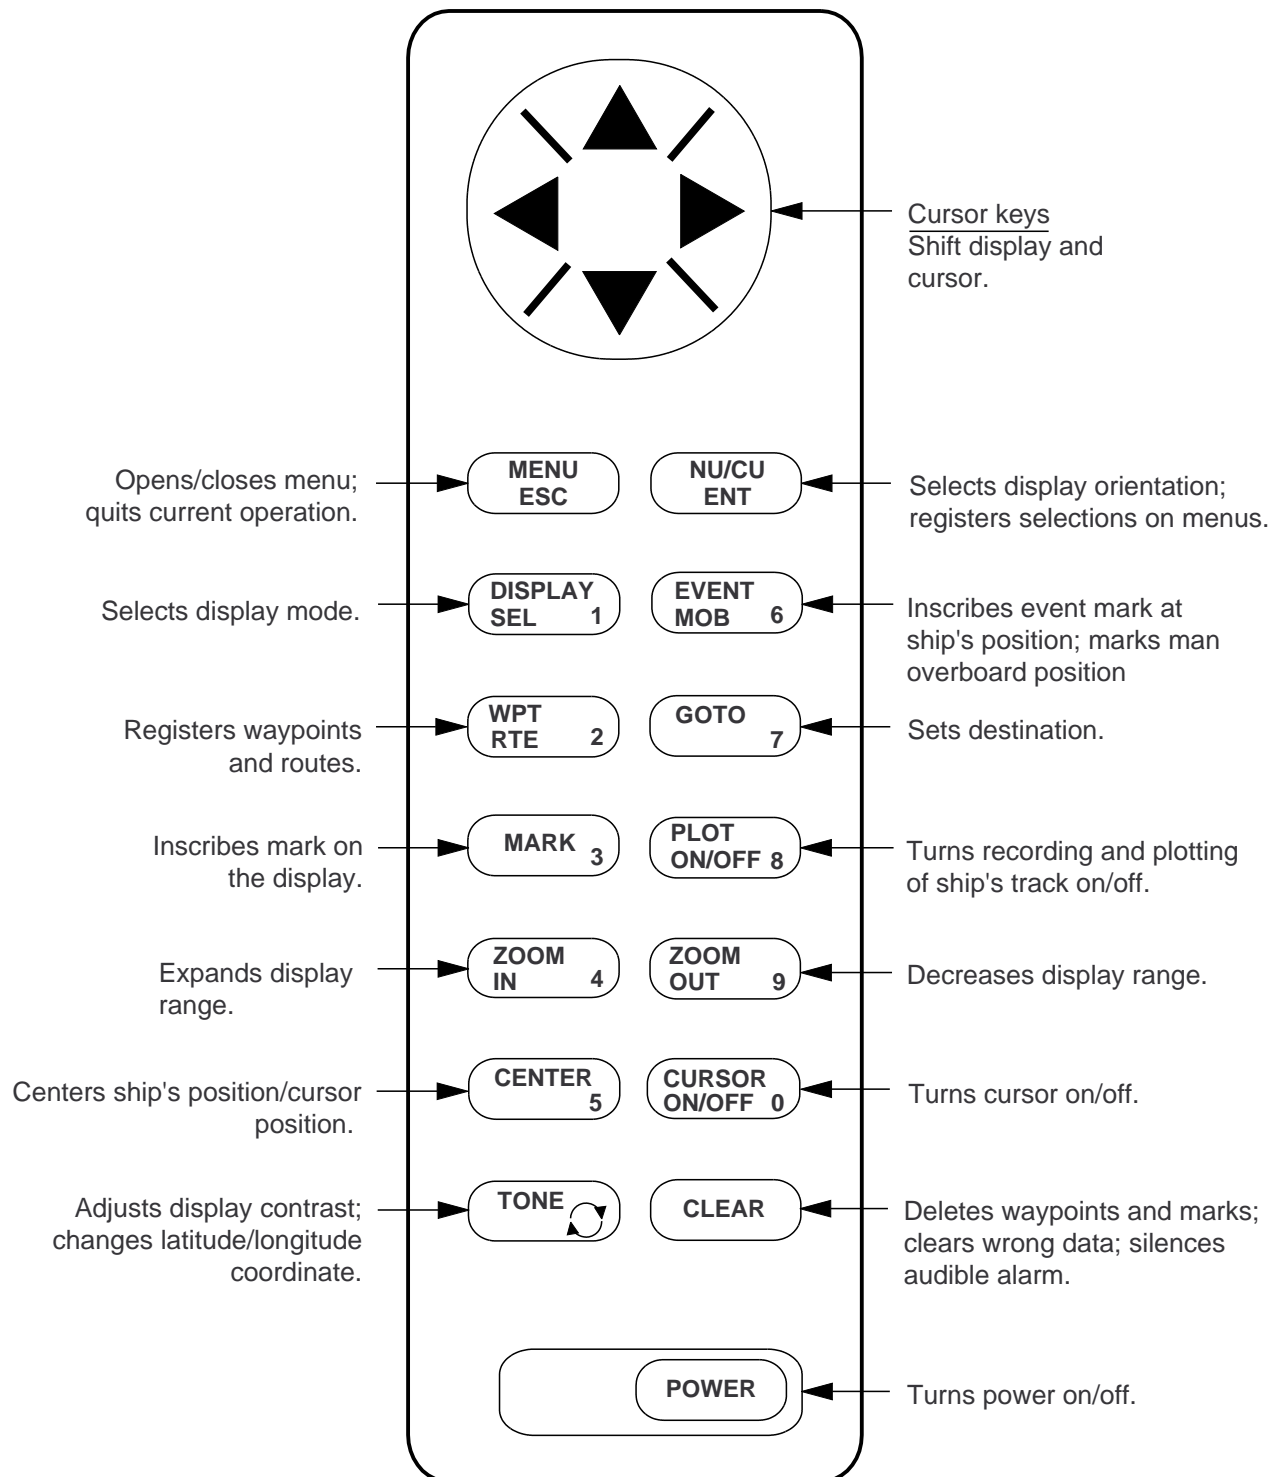 Cursor keys
Shift display and
cursor.
Opens/closes menu;
quits current operation.
MENU
ESC
NU/CU
ENT
Selects display orientation;
registers selections on menus.
Selects display mode.
DISPLAY
SEL 1
EVENT
MOB 6
Inscribes event mark at
ship's position; marks man
overboard position
Registers waypoints
and routes.
WPT
RTE 2
GOTO
7
Sets destination.
Inscribes mark on
the display.
MARK
3
PLOT
ON/OFF 8
Turns recording and plotting
of ship's track on/off.
Expands display
range.
ZOOM
IN 4
ZOOM
OUT 9
Decreases display range.
Centers ship's position/cursor
position.
CENTER
5
CURSOR
ON/OFF 0
Turns cursor on/off.
Adjusts display contrast;
changes latitude/longitude
coordinate.
TONE
CLEAR
Deletes waypoints and marks;
clears wrong data; silences
audible alarm.
POWER
Turns power on/off.